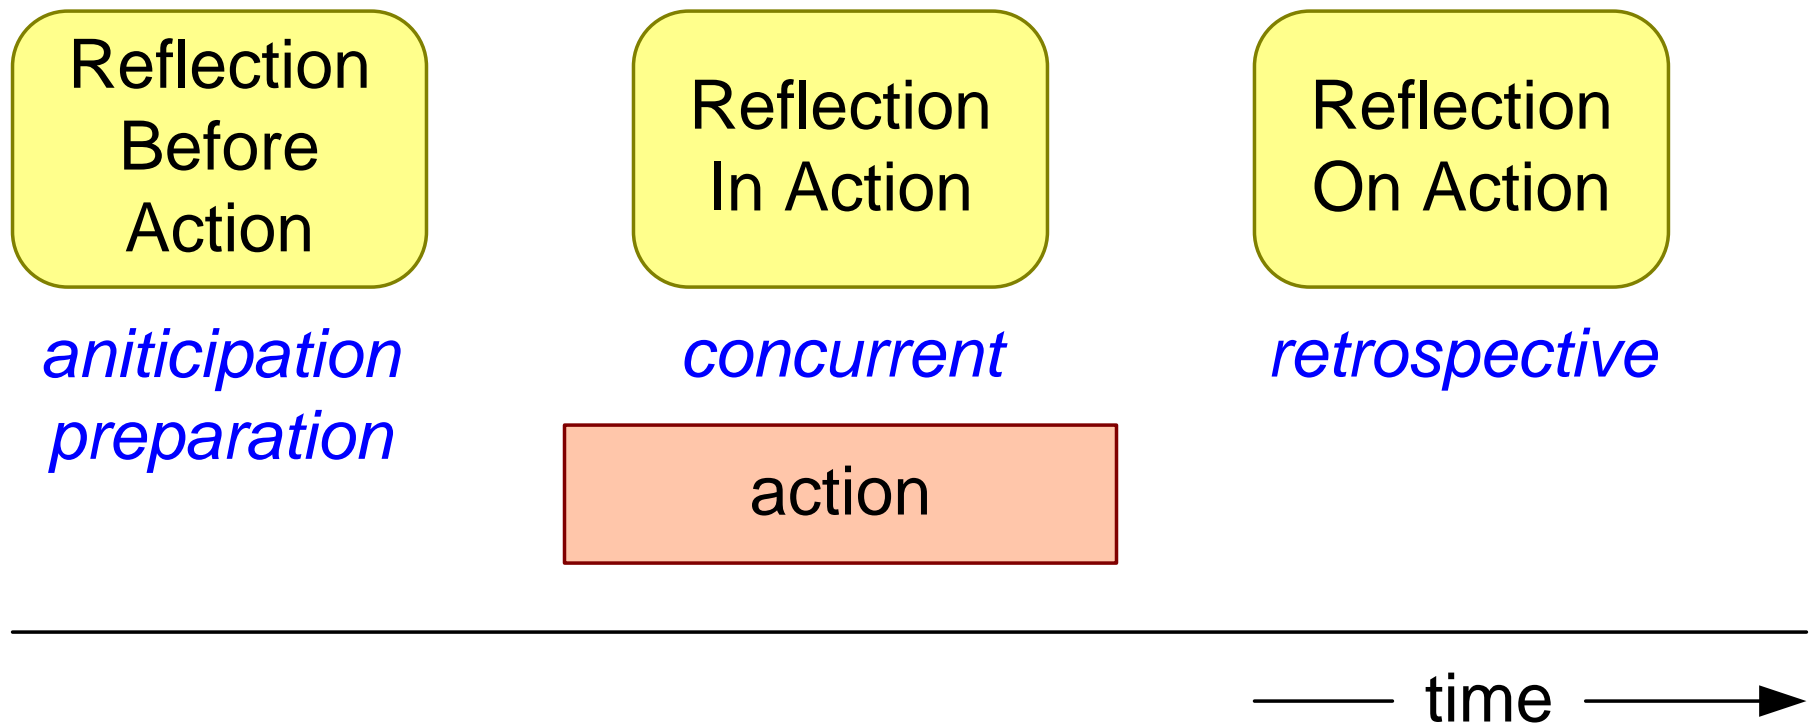 Reflection
Before
Action
aniticipation
preparation
Reflection
In Action
concurrent
action
Reflection
On Action
retrospective
time